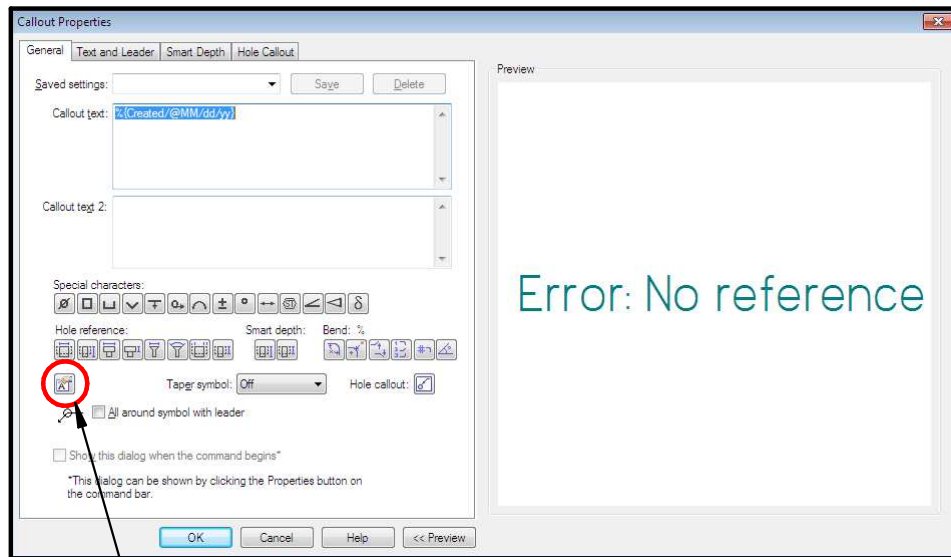 Callout Properties
General Text and Leader Smart Depth Hole Callout
Saved settings: Save Delete
Callout text: %{Created/@MM/dd/yy}
Callout text 2:
Special characters:
Hole reference: Smart depth: Bend: %
Taper symbol: Off Hole callout:
All around symbol with leader
Show this dialog when the command begins*
*This dialog can be shown by clicking the Properties button on
the command bar.
OK Cancel Help << Preview
Preview
Error: No reference